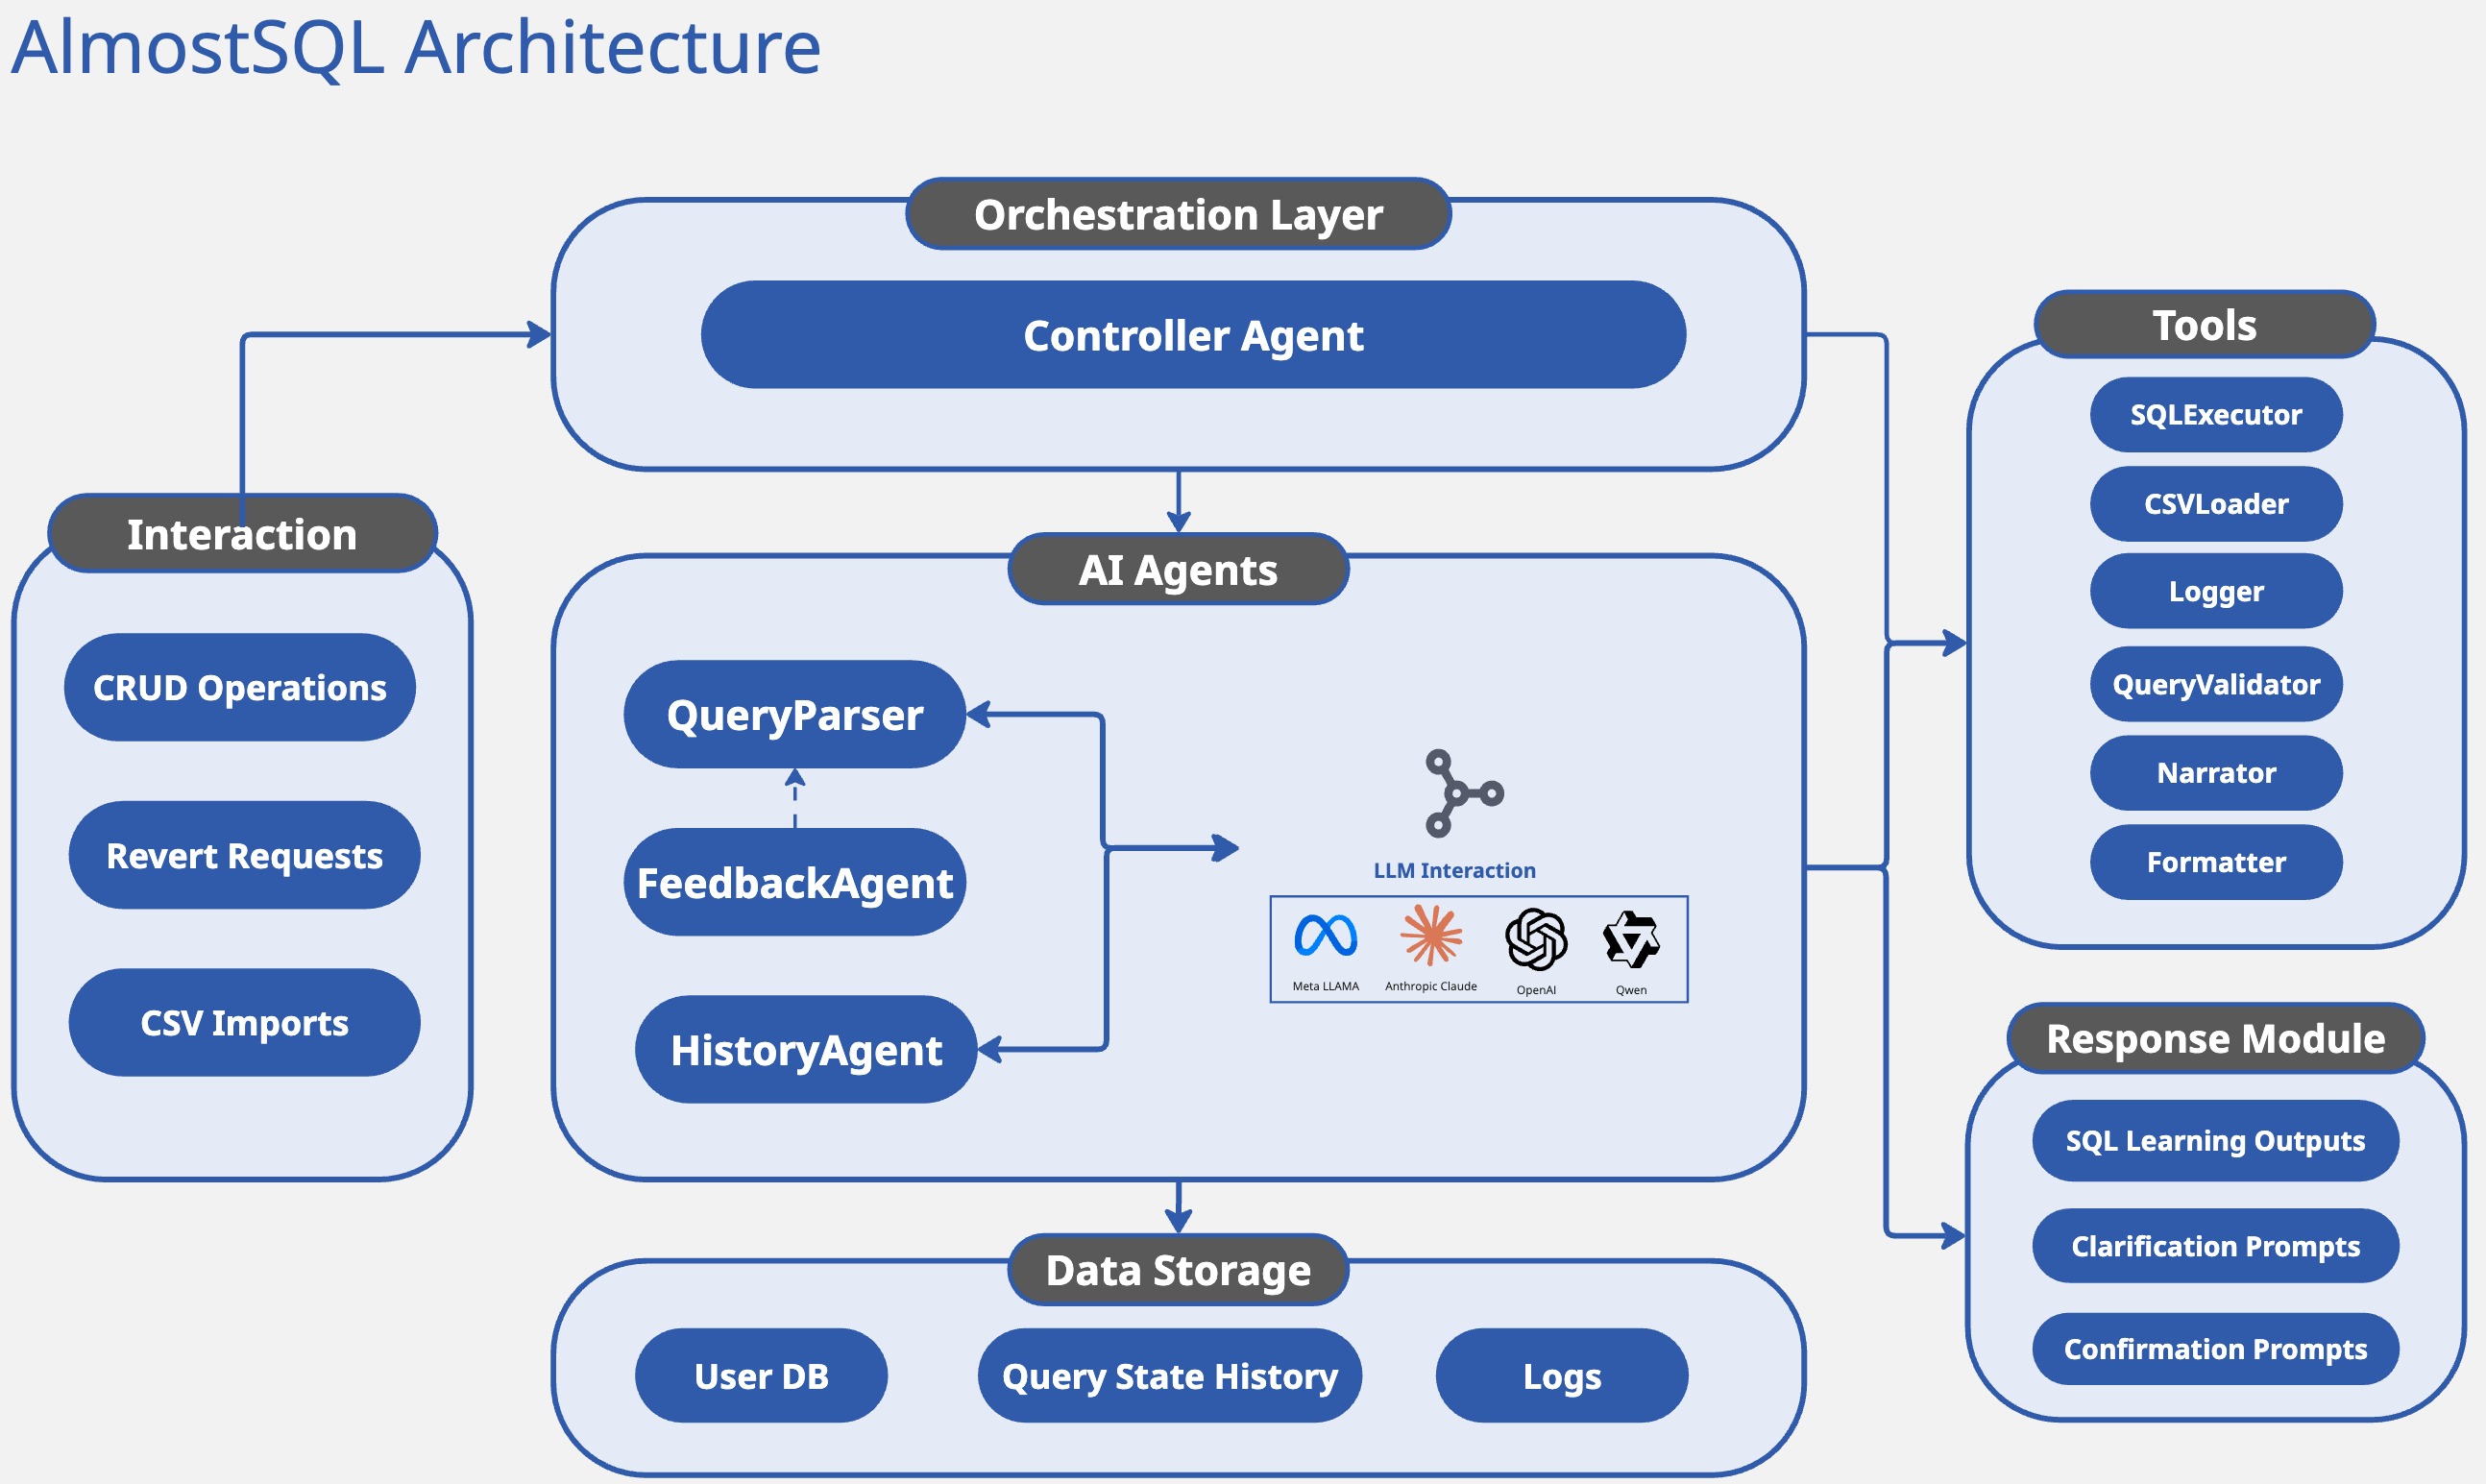 AlmostSQL Architecture
Orchestration Layer
Controller Agent
Interaction
CRUD Operations
Revert Requests
CSV Imports
AI Agents
QueryParser
FeedbackAgent
HistoryAgent
LLM Interaction
Meta LLAMA
Anthropic Claude
OpenAI
Qwen
Data Storage
User DB
Query State History
Logs
Tools
SQLExecutor
CSVLoader
Logger
QueryValidator
Narrator
Formatter
Response Module
SQL Learning Outputs
Clarification Prompts
Confirmation Prompts